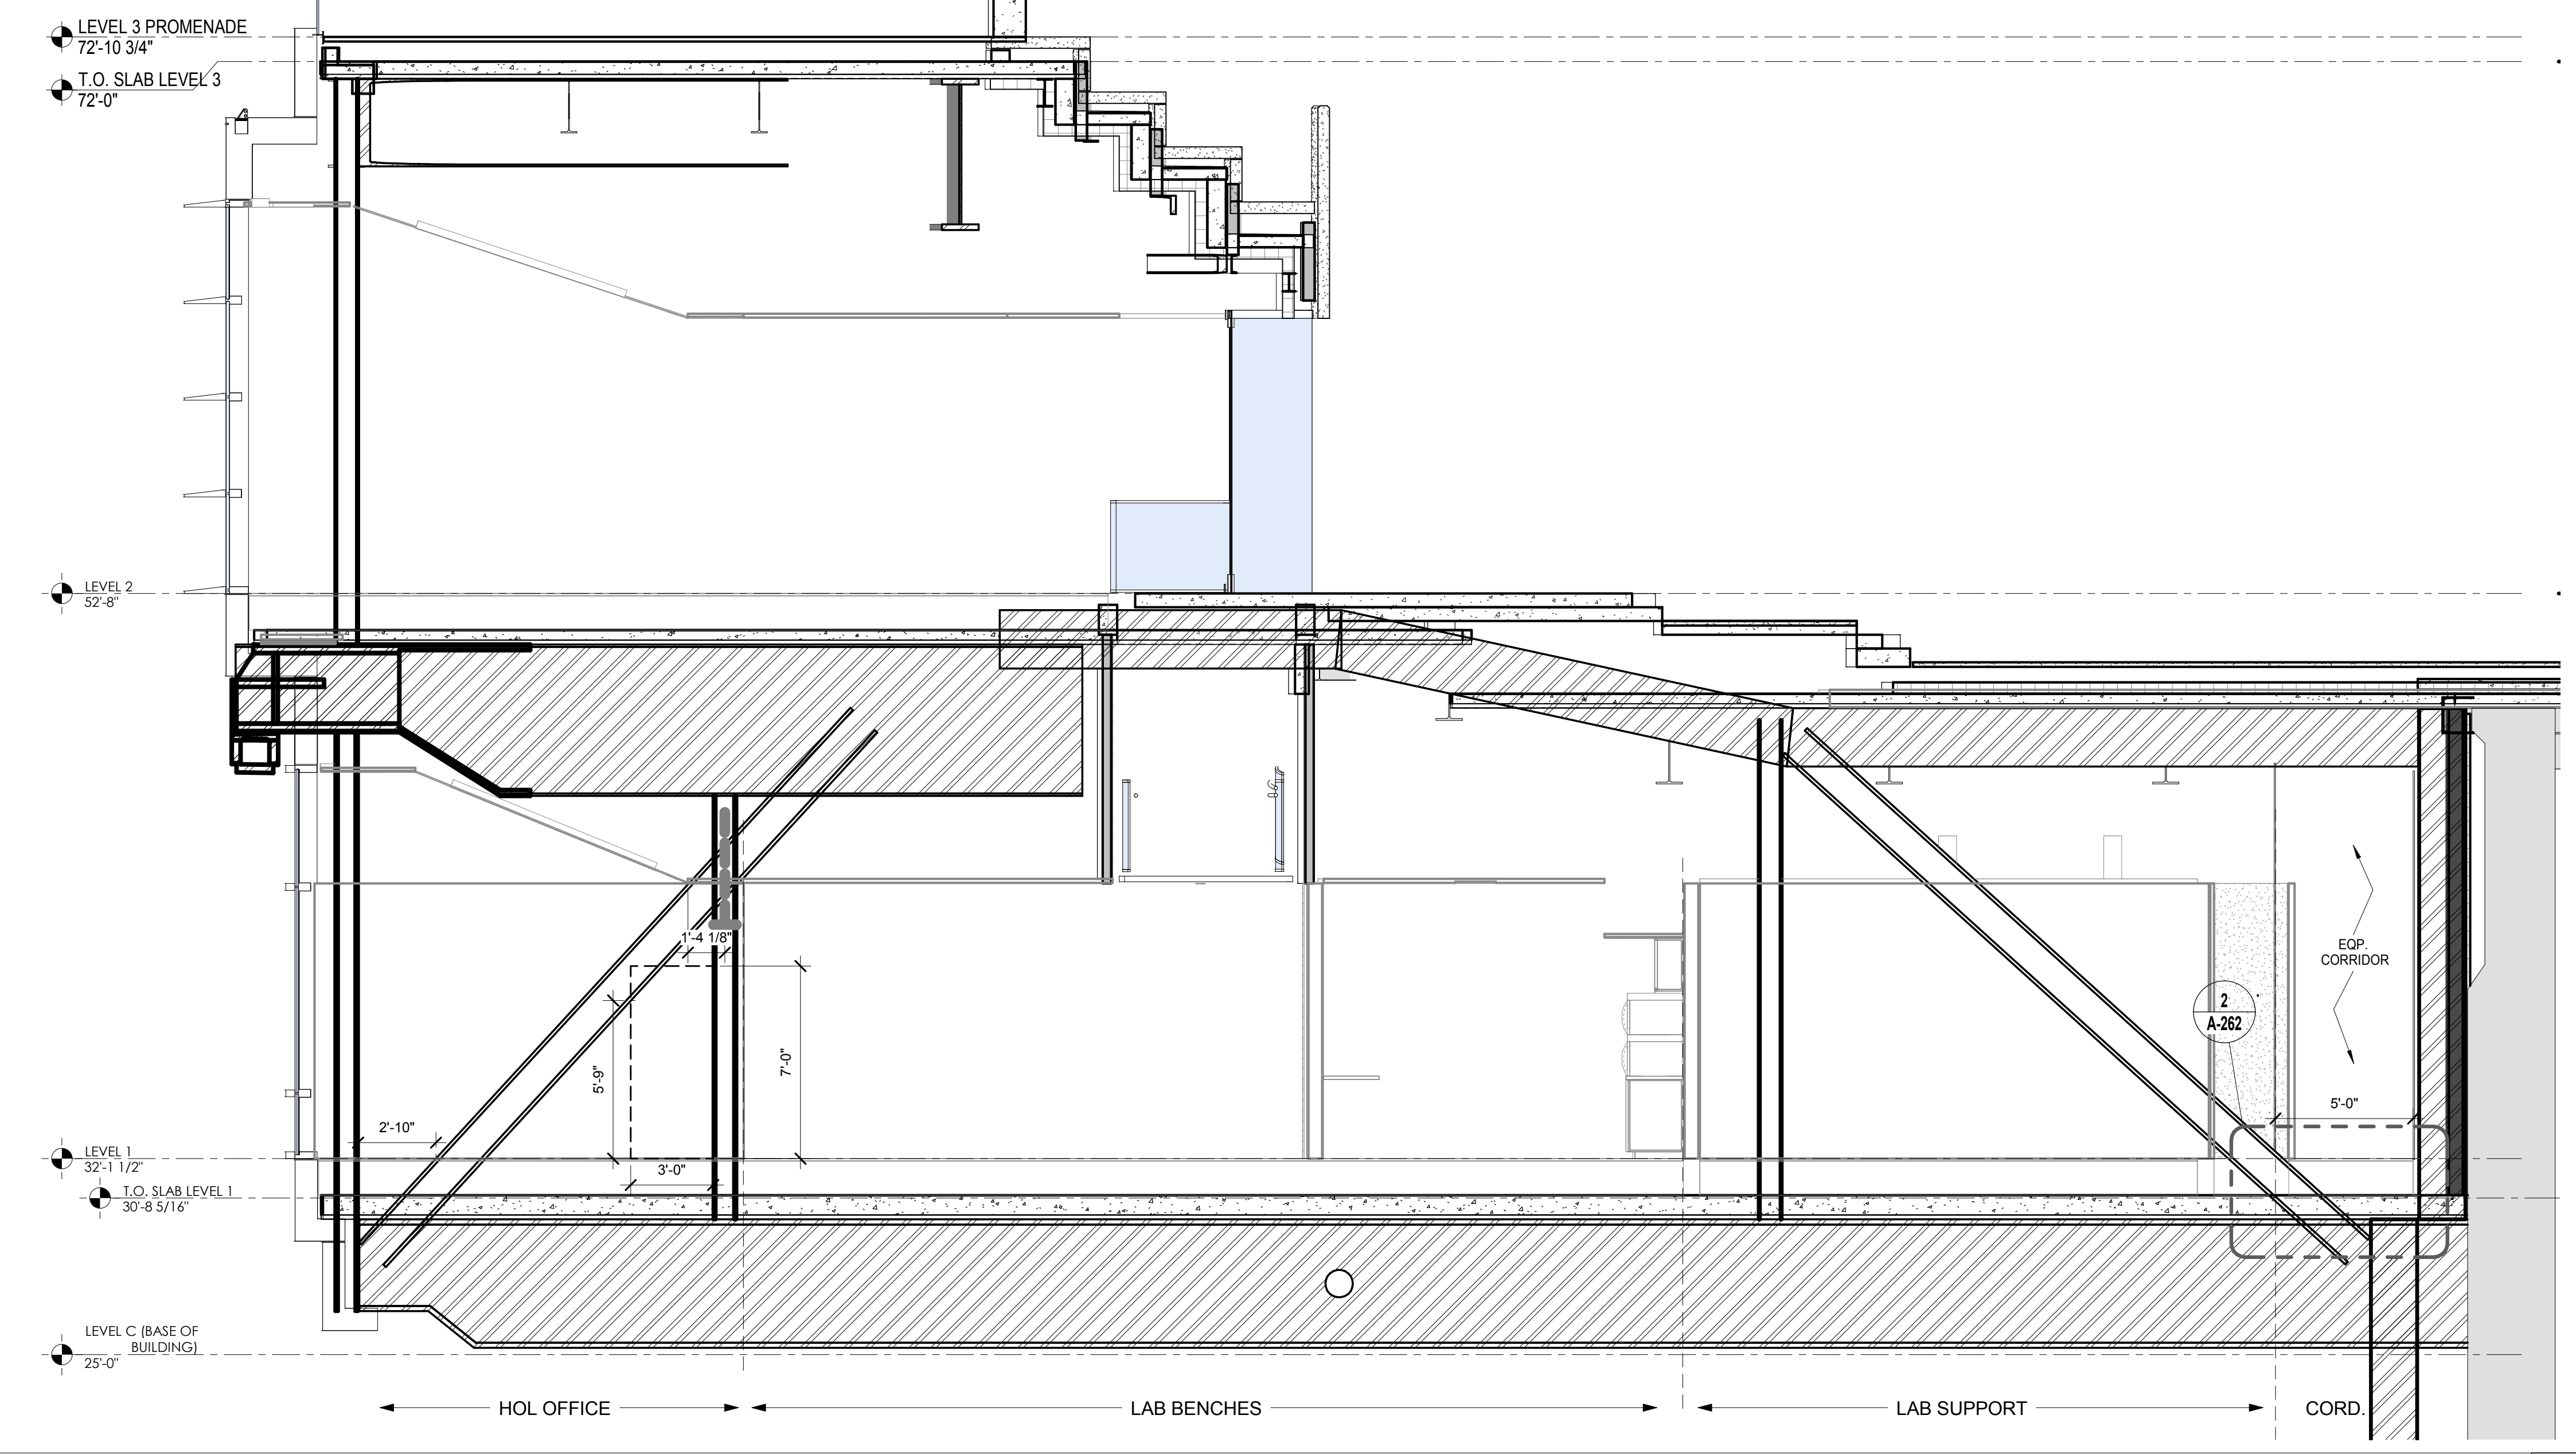 LEVEL 3 PROMENADE
72'-10 3/4"
T.O. SLAB LEVEL 3
72'-0"
LEVEL 2
52'-8"
1'-4 1/8"
EQP.
CORRIDOR
2
A-262
5'-9"
7'-0"
5'-0"
2'-10"
LEVEL 1
32'-1 1/2"
3'-0"
T.O. SLAB LEVEL 1
30'-8 5/16"
LEVEL C (BASE OF
BUILDING)
25'-0"
HOL OFFICE
LAB BENCHES
LAB SUPPORT
CORD.